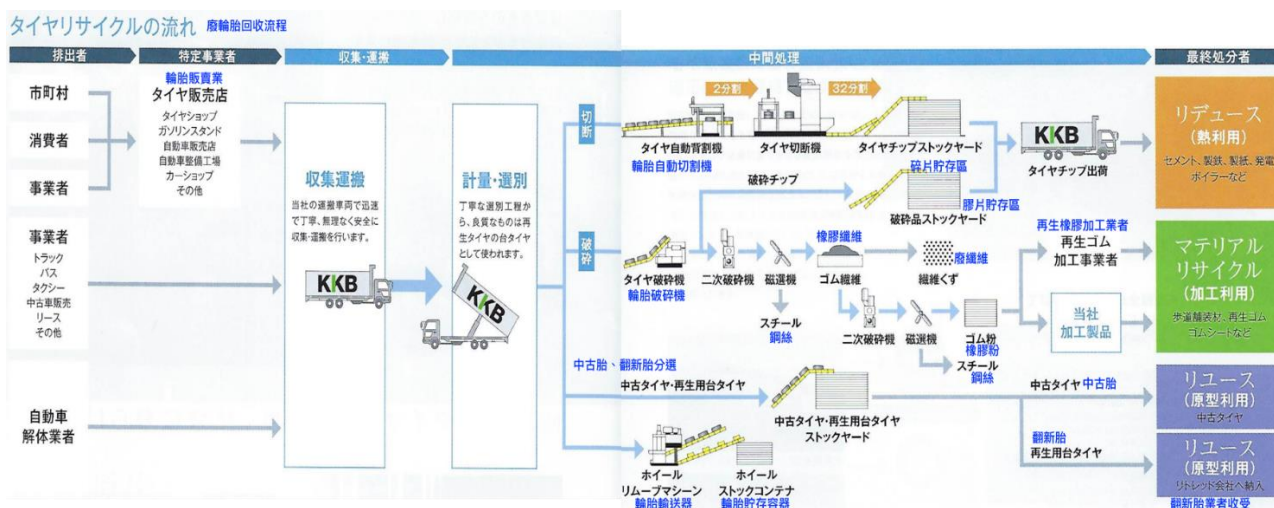 タイヤリサイクルの流れ 廢輪胎回收流程
排出者
特定事業者
収集・運搬
中間処理
最終処分者
市町村
消費者
事業者
輪胎販賣業
タイヤ販売店
タイヤショップ
ガソリンスタンド
自動車販売店
自動車整備工場
カーショップ
その他
事業者
トラック
バス
タクシー
中古車販売
リース
その他
自動車
解体業者
収集運搬
当社の運搬車両で迅速
で丁寧、無理なく安全に
収集・運搬を行います。
KKB
計量・選別
丁寧な選別工程か
ら、良質なものは再
生タイヤの台タイヤ
として使われます。
KKB
切断
2分割
32分割
タイヤ自動背割機
輪胎自動切割機
タイヤ切断機
タイヤチップストックヤード
碎片貯存區
KKB
タイヤチップ出荷
破砕
破砕チップ
膠片貯存區
破砕品ストックヤード
タイヤ破砕機
輪胎破碎機
二次破砕機
磁選機
橡膠纖維
ゴム繊維
廢纖維
繊維くず
スチール
鋼絲
二次破砕機
磁選機
ゴム粉
橡膠粉
スチール
鋼絲
再生橡膠加工業者
再生ゴム
加工事業者
当社
加工製品
中古胎、翻新胎分選
中古タイヤ・再生用台タイヤ
中古タイヤ・再生用台タイヤ
ストックヤード
中古タイヤ 中古胎
翻新胎
再生用台タイヤ
ホイール
リムーブマシーン
輪胎輸送器
ホイール
ストックコンテナ
輪胎貯存容器
リデュース
(熱利用)
セメント、製鉄、製紙、発電
ボイラーなど
マテリアル
リサイクル
(加工利用)
歩道舗装材、再生ゴム
ゴムシートなど
リユース
(原型利用)
中古タイヤ
リユース
(原型利用)
リトレッド会社へ納入
翻新胎業者收受